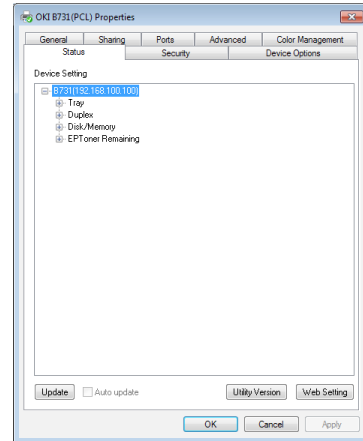 OKI B731(PCL) Properties
General Sharing Ports Advanced Color Management
Status Security Device Options
Device Setting
B731(192.168.100.100)
Tray
Duplex
Disk/Memory
EPToner Remaining
Update Auto update Utility Version Web Setting
OK Cancel Apply